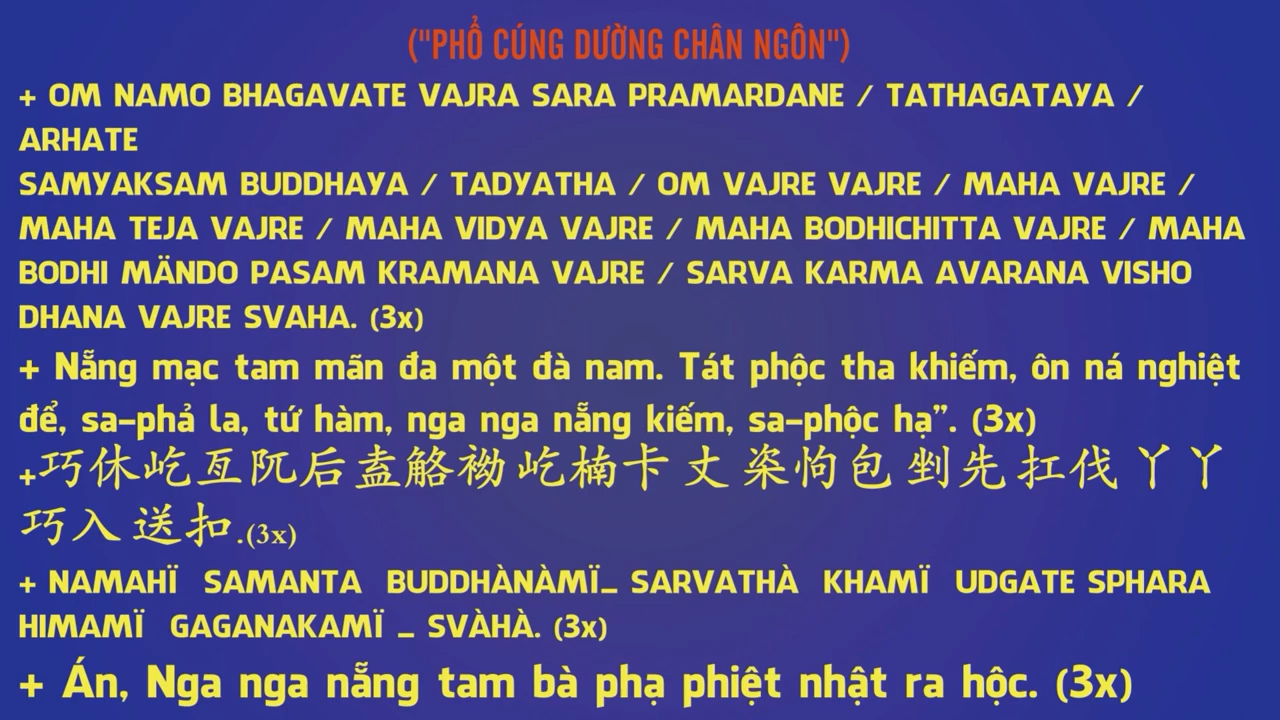 ("PHỔ CÚNG DƯỜNG CHÂN NGÔN")
+ OM NAMO BHAGAVATE VAJRA SARA PRAMARDANE / TATHAGATAYA /
ARHATE
SAMYAKSAM BUDDHAYA / TADYATHA / OM VAJRE VAJRE / MAHA VAJRE /
MAHA TEJA VAJRE / MAHA VIDYA VAJRE / MAHA BODHICHITTA VAJRE / MAHA
BODHI MÄNDO PASAM KRAMANA VAJRE / SARVA KARMA AVARANA VISHO
DHANA VAJRE SVAHA. (3x)
+ Nẵng mạc tam mãn đa một đà nam. Tát phộc tha khiếm, ôn ná nghiệt
để, sa-phả la, tứ hàm, nga nga nẵng kiếm, sa-phộc hạ”. (3x)
+巧休屹亙阢后盍觡袎屹楠卡丈桼怐包剉先扛伐丫丫
巧入送扣.(3x)
+ NAMAHÏ SAMANTA BUDDHÀNÀMÏ_ SARVATHÀ KHAMÏ UDGATE SPHARA
HIMAMÏ GAGANAKAMÏ _ SVÀHÀ. (3x)
+ Án, Nga nga nẵng tam bà phạ phiệt nhật ra hộc. (3x)